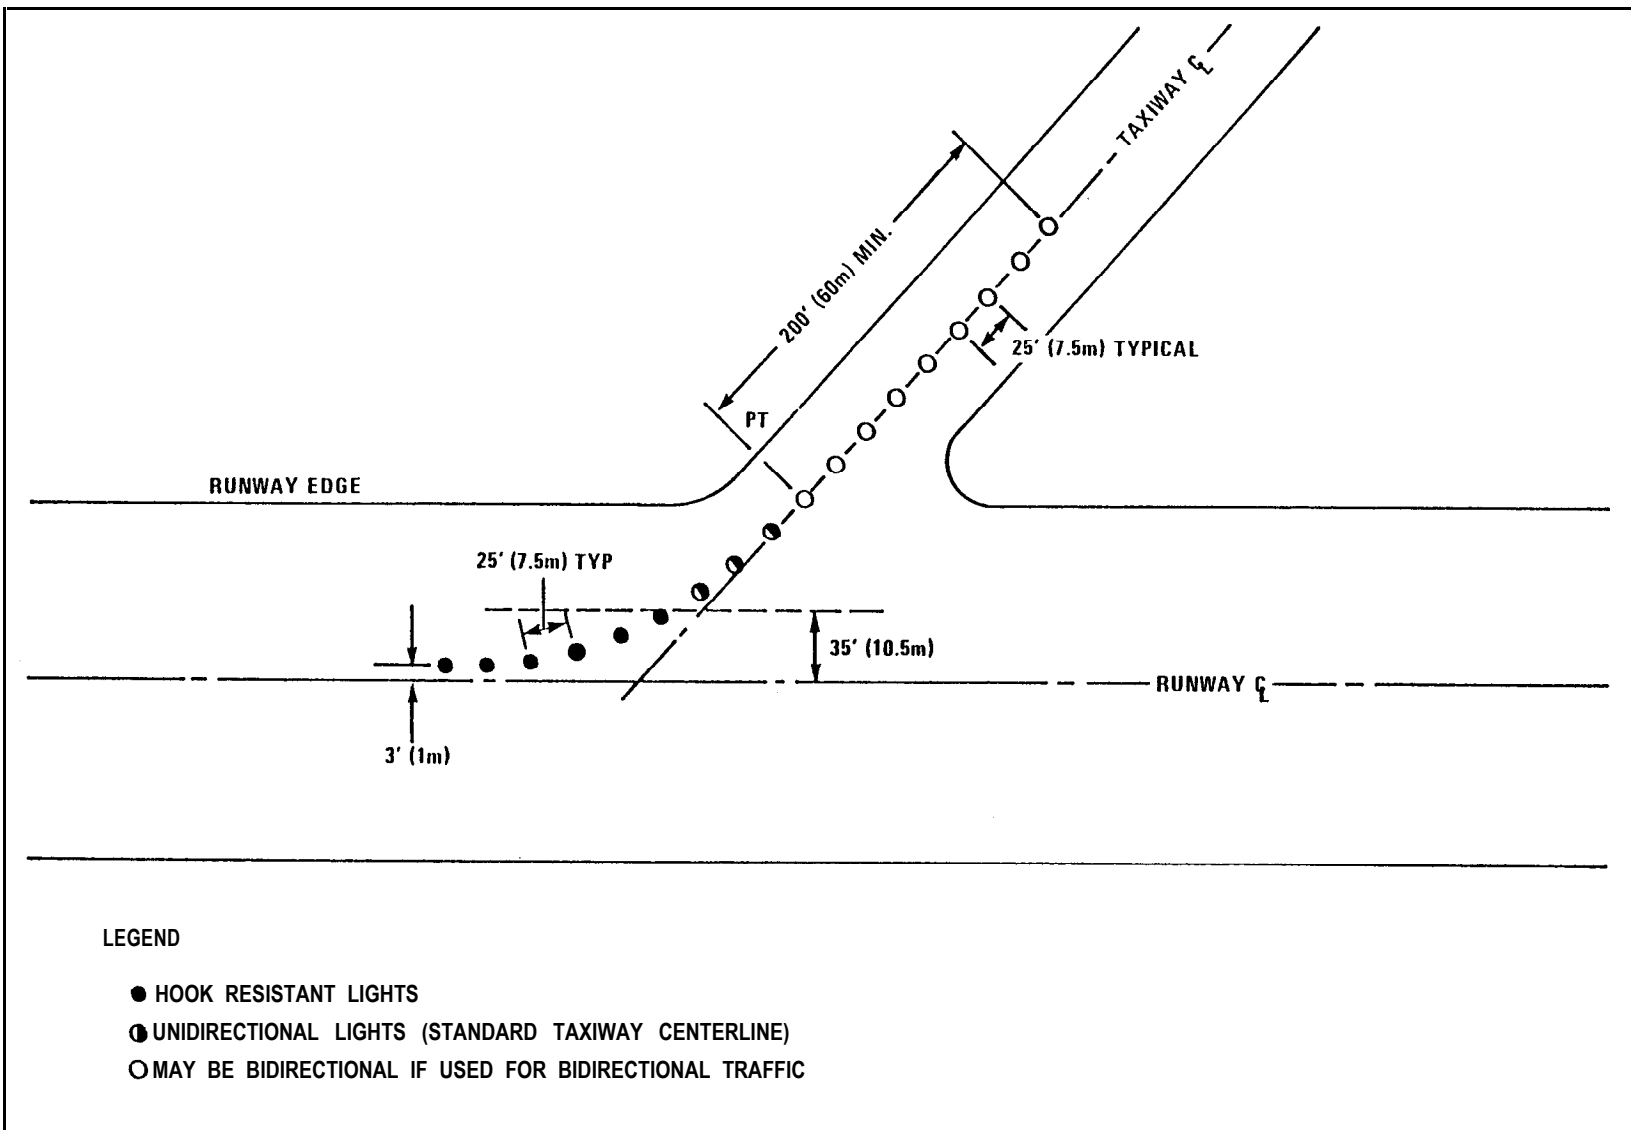 TAXIWAY ℄
200' (60m) MIN.
25' (7.5m) TYPICAL
PT
RUNWAY EDGE
25' (7.5m) TYP
35' (10.5m)
RUNWAY ℄
3' (1m)
LEGEND
HOOK RESISTANT LIGHTS
UNIDIRECTIONAL LIGHTS (STANDARD TAXIWAY CENTERLINE)
MAY BE BIDIRECTIONAL IF USED FOR BIDIRECTIONAL TRAFFIC